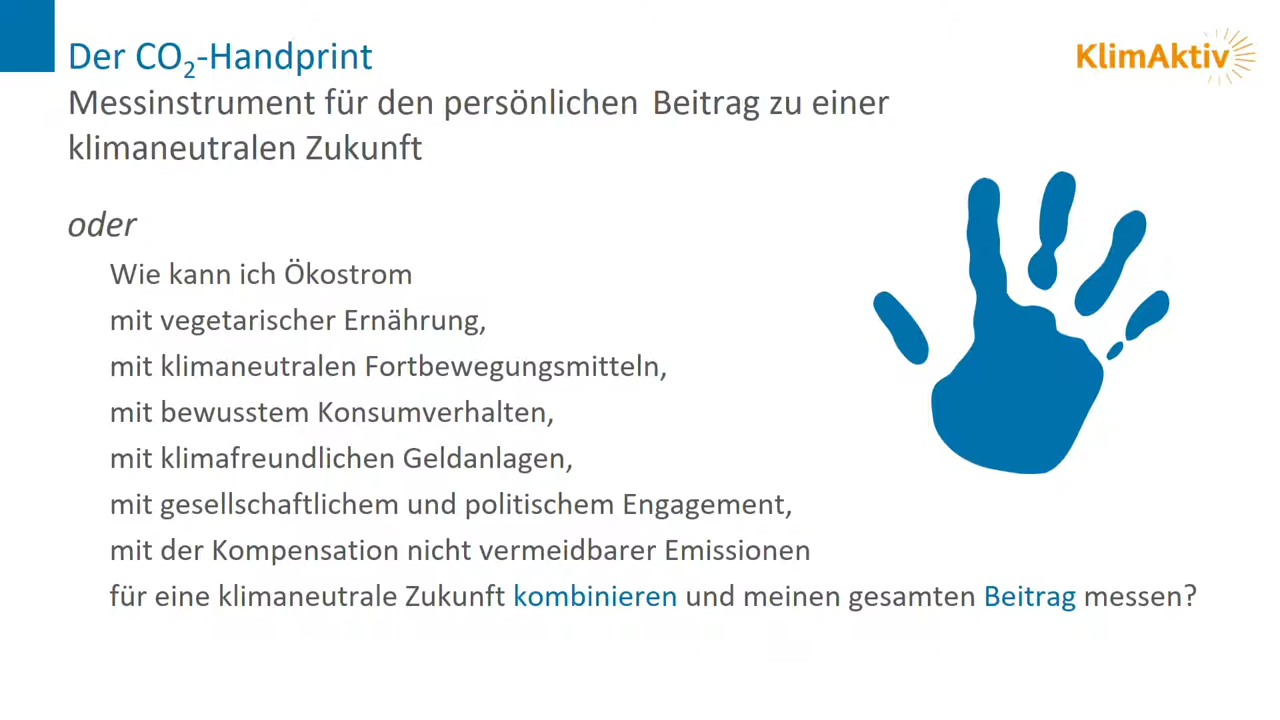 Der CO₂-Handprint
KlimAktiv
Messinstrument für den persönlichen Beitrag zu einer
klimaneutralen Zukunft
oder
Wie kann ich Ökostrom
mit vegetarischer Ernährung,
mit klimaneutralen Fortbewegungsmitteln,
mit bewusstem Konsumverhalten,
mit klimafreundlichen Geldanlagen,
mit gesellschaftlichem und politischem Engagement,
mit der Kompensation nicht vermeidbarer Emissionen
für eine klimaneutrale Zukunft kombinieren und meinen gesamten Beitrag messen?